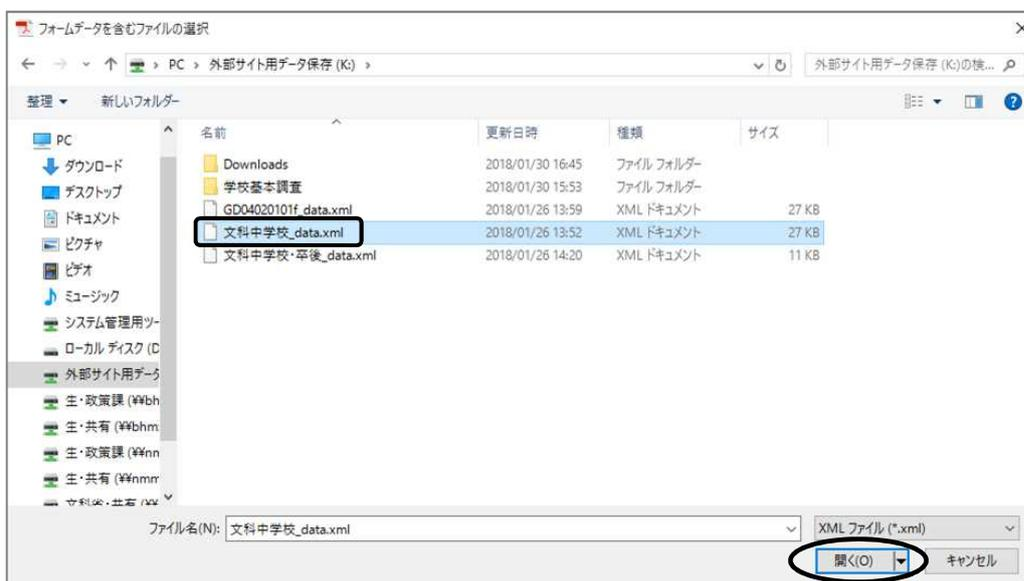 フォームデータを含むファイルの選択
PC › 外部サイト用データ保存 (K:) ›
外部サイト用データ保存 (K:)の検...
整理 新しいフォルダー
名前 更新日時 種類 サイズ
PC
ダウンロード
デスクトップ
ドキュメント
ピクチャ
ビデオ
ミュージック
システム管理用ツー
ローカル ディスク (D
外部サイト用データ
生・政策課 (¥¥bh
生・共有 (¥¥bhm
生・政策課 (¥¥nn
生・共有 (¥¥nmm
文科省・共有 (¥¥
Downloads 2018/01/30 16:45 ファイル フォルダー
学校基本調査 2018/01/30 15:53 ファイル フォルダー
GD04020101f_data.xml 2018/01/26 13:59 XML ドキュメント 27 KB
文科中学校_data.xml 2018/01/26 13:52 XML ドキュメント 27 KB
文科中学校・卒後_data.xml 2018/01/26 14:20 XML ドキュメント 11 KB
ファイル名(N): 文科中学校_data.xml
XML ファイル (*.xml)
開く(O) キャンセル